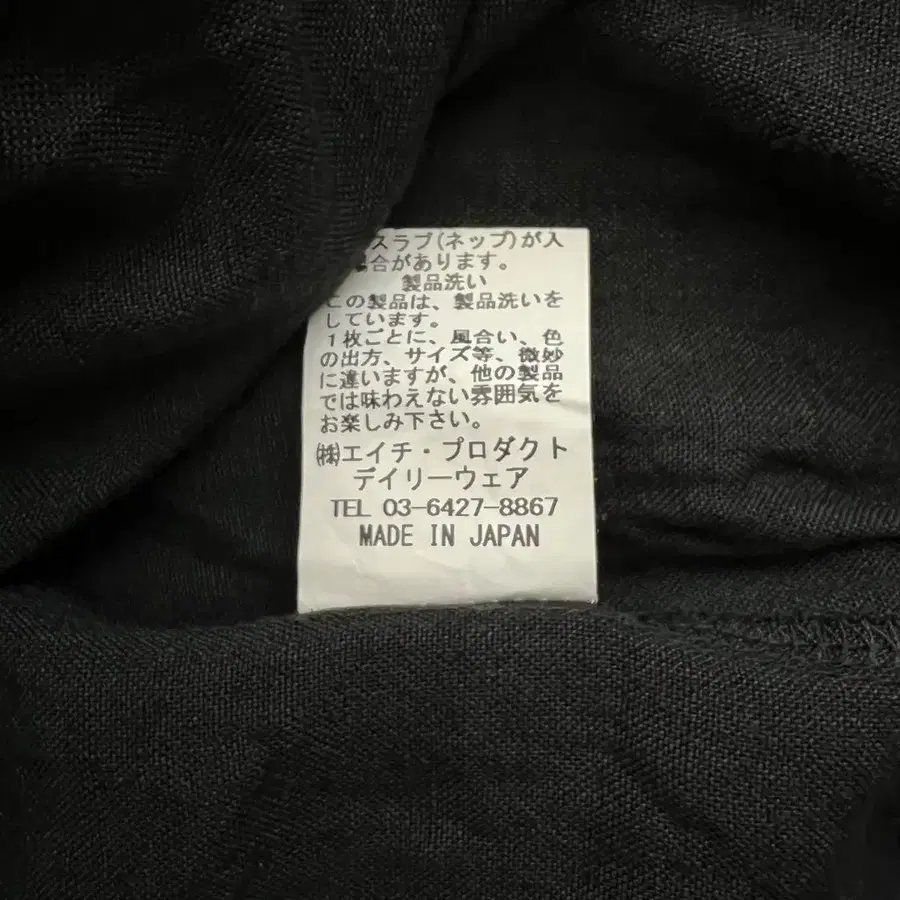 スラブ(ネップ)が入
場合があります。
製品洗い
この製品は、製品洗いを
しています。
1枚ごとに、風合い、色
の出方、サイズ等、微妙
に違いますが、他の製品
では味わえない雰囲気を
お楽しみ下さい。
㈱エイチ・プロダクト
デイリーウェア
TEL 03-6427-8867
MADE IN JAPAN